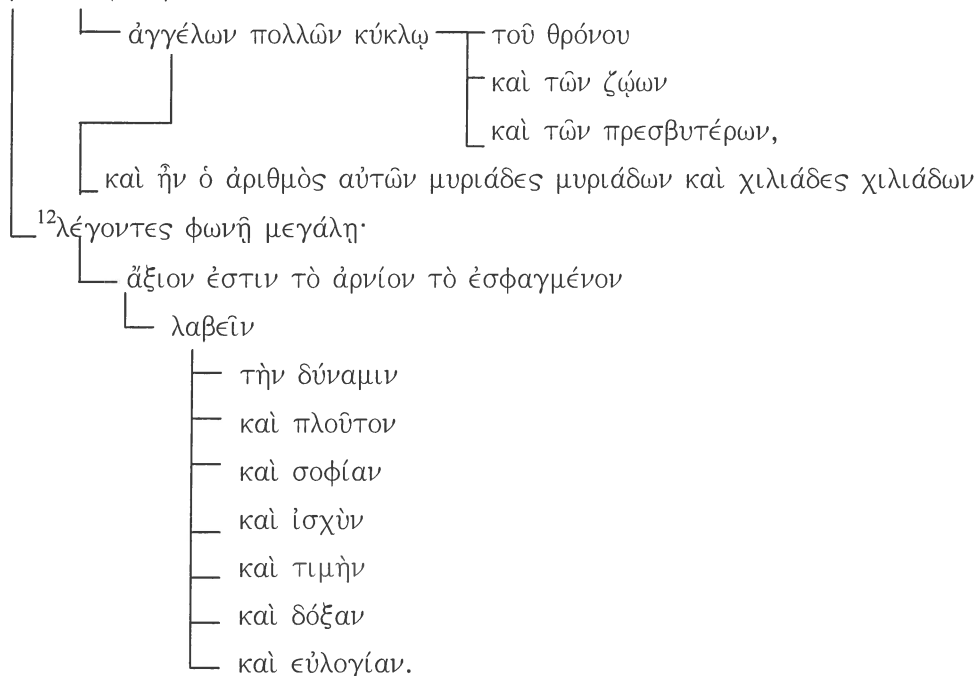 ἀγγέλων πολλῶν κύκλῳ τοῦ θρόνου
καὶ τῶν ζῴων
καὶ τῶν πρεσβυτέρων,
καὶ ἦν ὁ ἀριθμὸς αὐτῶν μυριάδες μυριάδων καὶ χιλιάδες χιλιάδων
¹²λέγοντες φωνῇ μεγάλῃ·
ἄξιον ἐστιν τὸ ἀρνίον τὸ ἐσφαγμένον
λαβεῖν
τὴν δύναμιν
καὶ πλοῦτον
καὶ σοφίαν
καὶ ἰσχὺν
καὶ τιμὴν
καὶ δόξαν
καὶ εὐλογίαν.